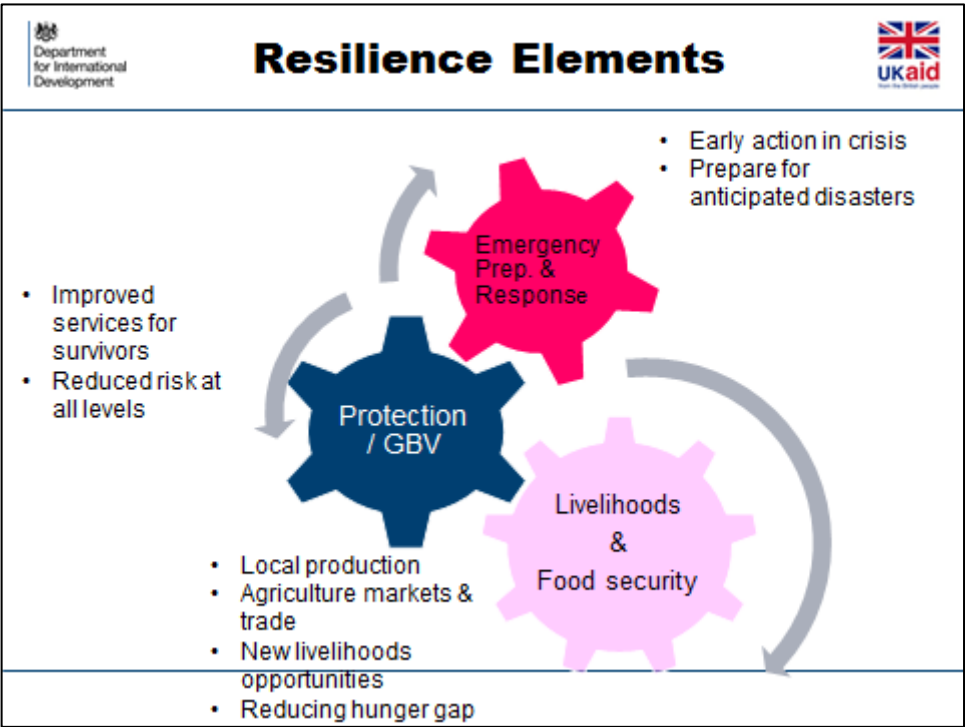 Department
for International
Development
Resilience Elements
UKaid
from the British people
• Early action in crisis
• Prepare for
anticipated disasters
Emergency
Prep. &
Response
• Improved
services for
survivors
• Reduced risk at
all levels
Protection
/ GBV
Livelihoods
&
Food security
• Local production
• Agriculture markets &
trade
• New livelihoods
opportunities
• Reducing hunger gap